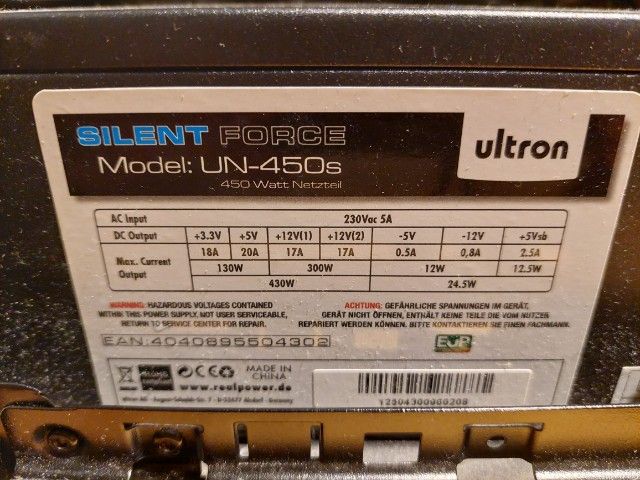 SILENT FORCE
ultron
Model: UN-450s
450 Watt Netzteil
AC Input 230Vac 5A
DC Output +3.3V +5V +12V(1) +12V(2) -5V -12V +5Vsb
Max. Current Output 18A 20A 17A 17A 0.5A 0,8A 2.5A
130W 300W 12W 12.5W
430W 24.5W
WARNING: HAZARDOUS VOLTAGES CONTAINED
WITHIN THIS POWER SUPPLY, NOT USER SERVICEABLE,
RETURN TO SERVICE CENTER FOR REPAIR.
ACHTUNG: GEFÄHRLICHE SPANNUNGEN IM GERÄT.
GERÄT NICHT ÖFFNEN, ENTHÄLT KEINE TEILE DIE VOM NUTZER
REPARIERT WERDEN KÖNNEN. BITTE KONTAKTIEREN SIE EINEN FACHMANN.
EAN:4040895504302
MADE IN
CHINA
www.realpower.de